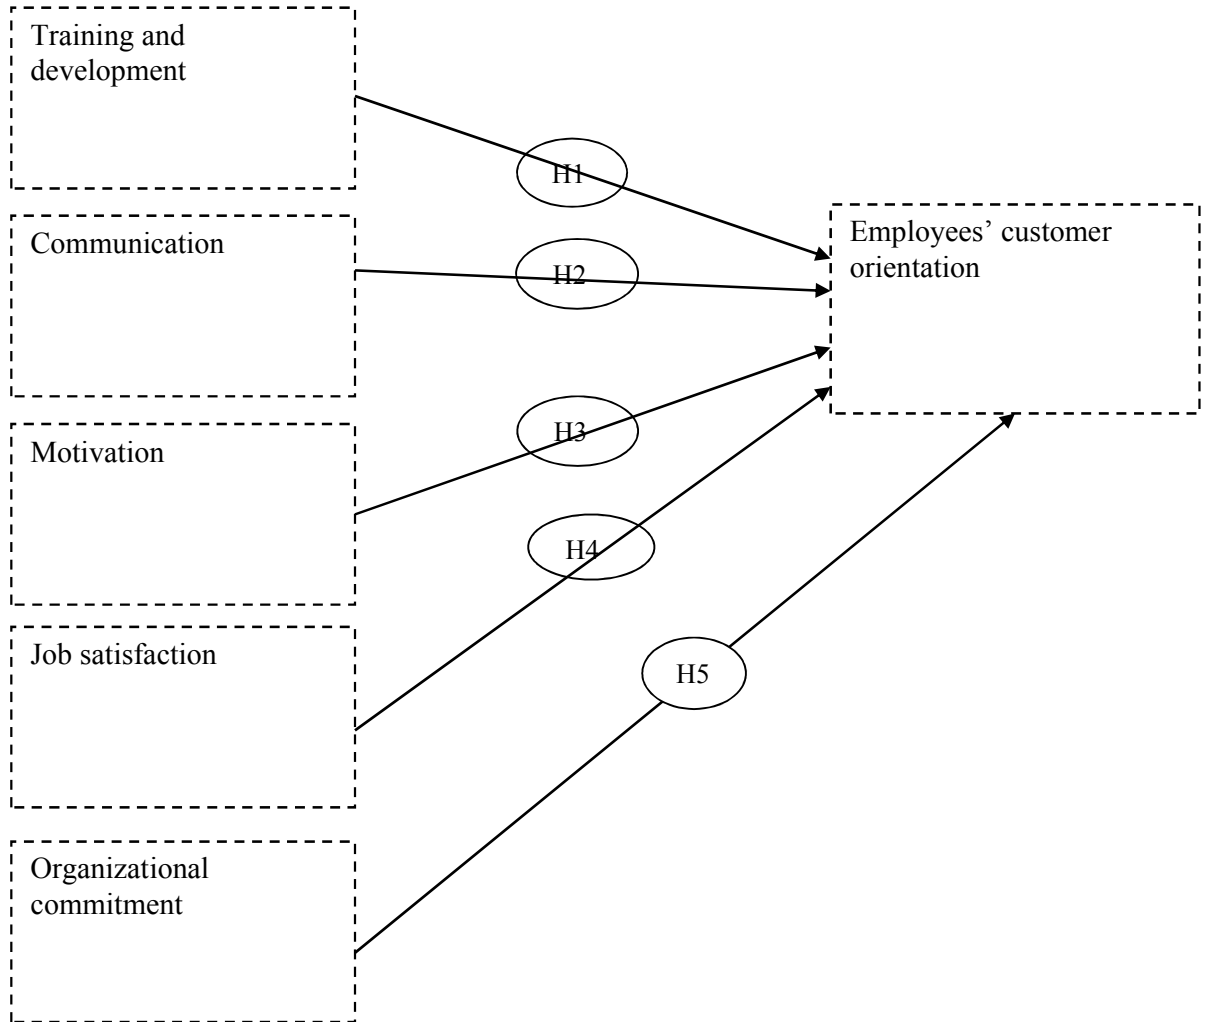 Training and
development
H1
Communication
H2
Employees’ customer
orientation
Motivation
H3
H4
Job satisfaction
H5
Organizational
commitment